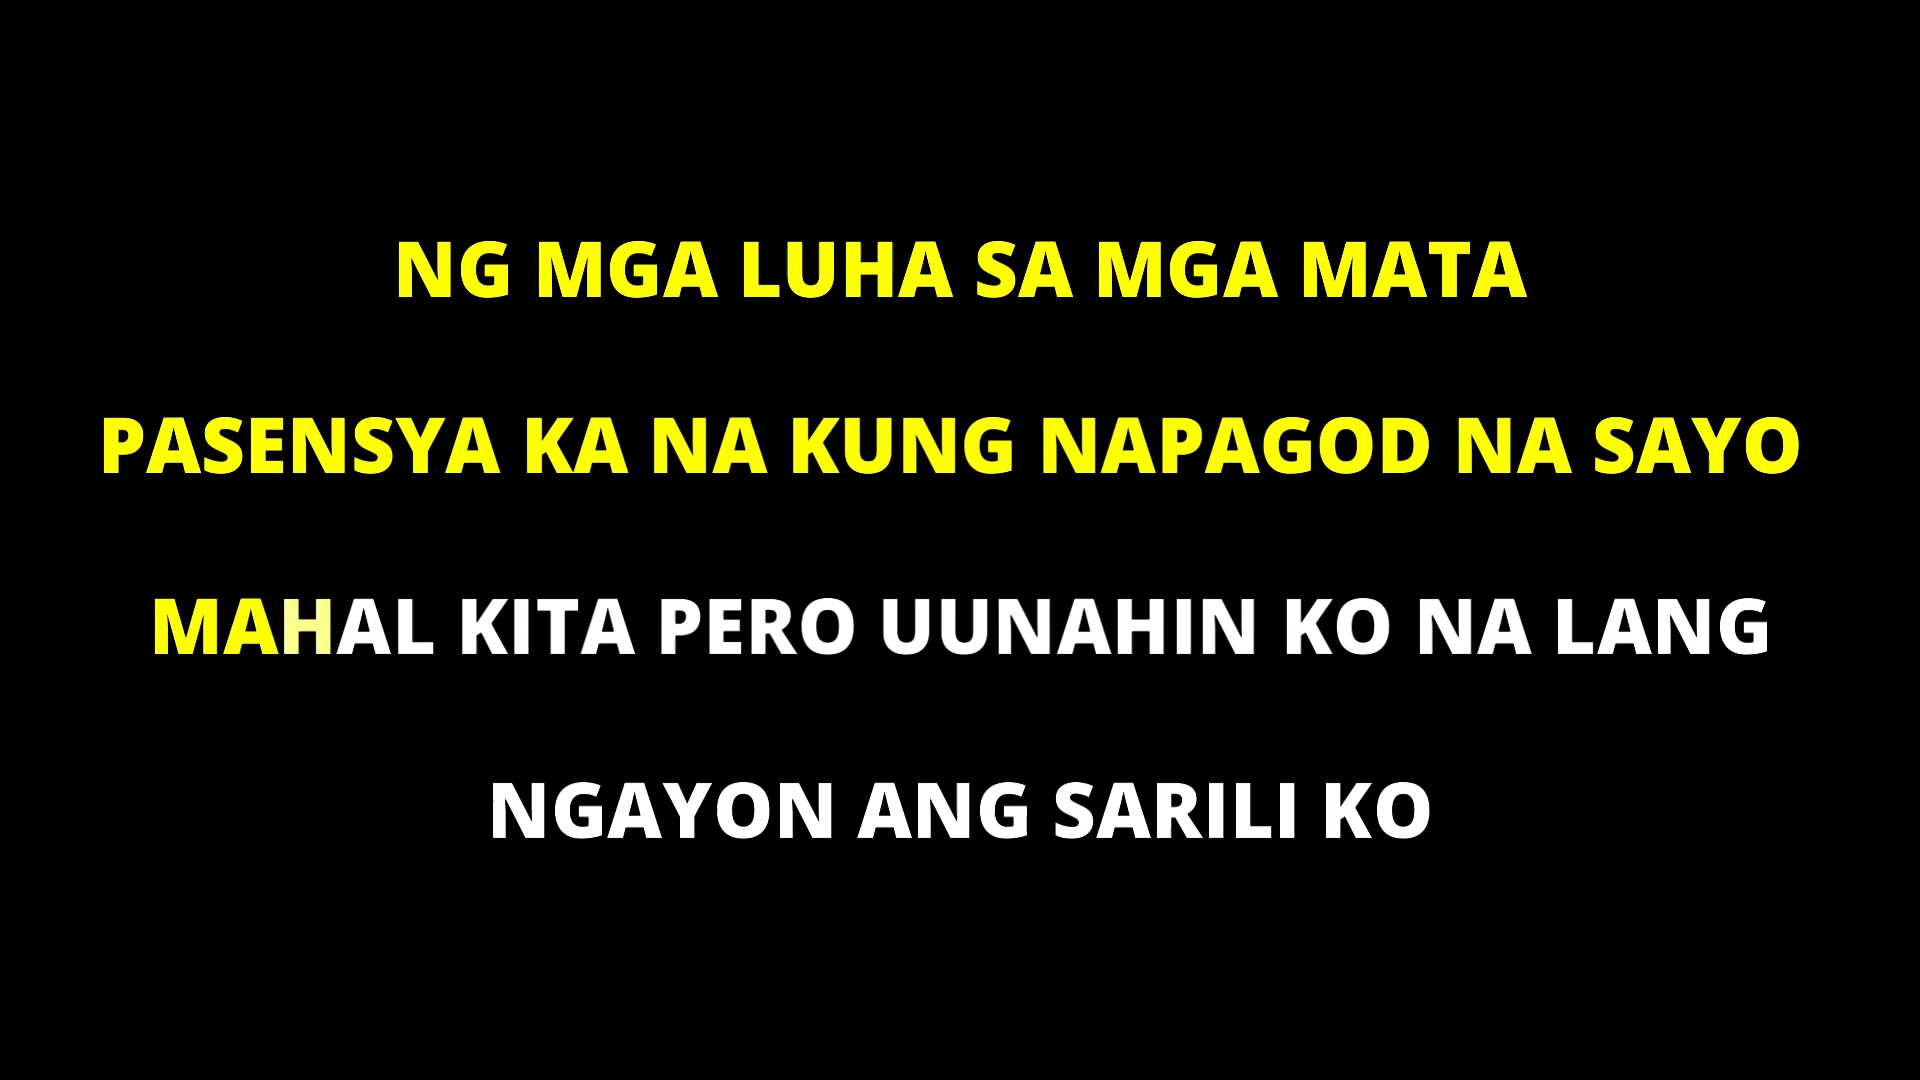 NG MGA LUHA SA MGA MATA
PASENSYA KA NA KUNG NAPAGOD NA SAYO
MAHAL KITA PERO UUNAHIN KO NA LANG
NGAYON ANG SARILI KO